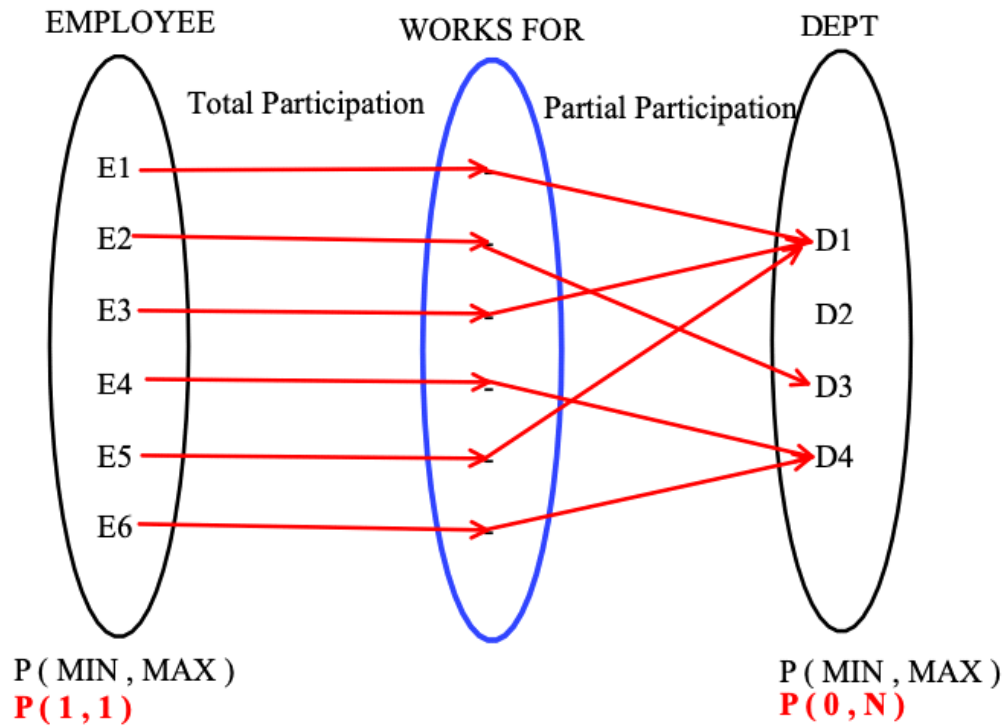 EMPLOYEE
WORKS FOR
DEPT
Total Participation
Partial Participation
E1
E2
E3
E4
E5
E6
-
-
-
-
-
-
D1
D2
D3
D4
P ( MIN , MAX )
P ( 1 , 1 )
P ( MIN , MAX )
P ( 0 , N )